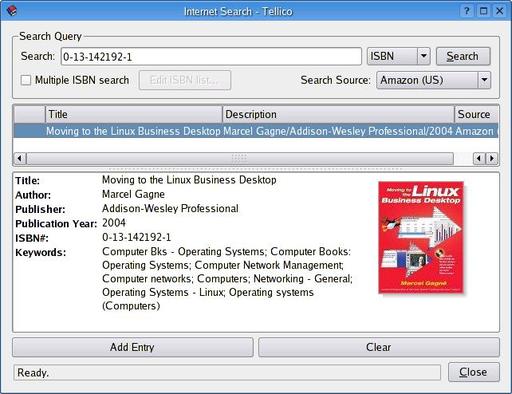 Internet Search - Tellico
Search Query
Search: 0-13-142192-1 ISBN Search
Multiple ISBN search Edit ISBN list... Search Source: Amazon (US)
Title Description Source
Moving to the Linux Business Desktop Marcel Gagne/Addison-Wesley Professional/2004 Amazon (
Title: Moving to the Linux Business Desktop
Author: Marcel Gagne
Publisher: Addison-Wesley Professional
Publication Year: 2004
ISBN#: 0-13-142192-1
Keywords: Computer Bks - Operating Systems; Computer Books:
Operating Systems; Computer Network Management;
Computer networks; Computers; Networking - General;
Operating Systems - Linux; Operating systems
(Computers)
Moving to the
Linux
Business Desktop
Marcel Gagné
Add Entry Clear
Ready. Close